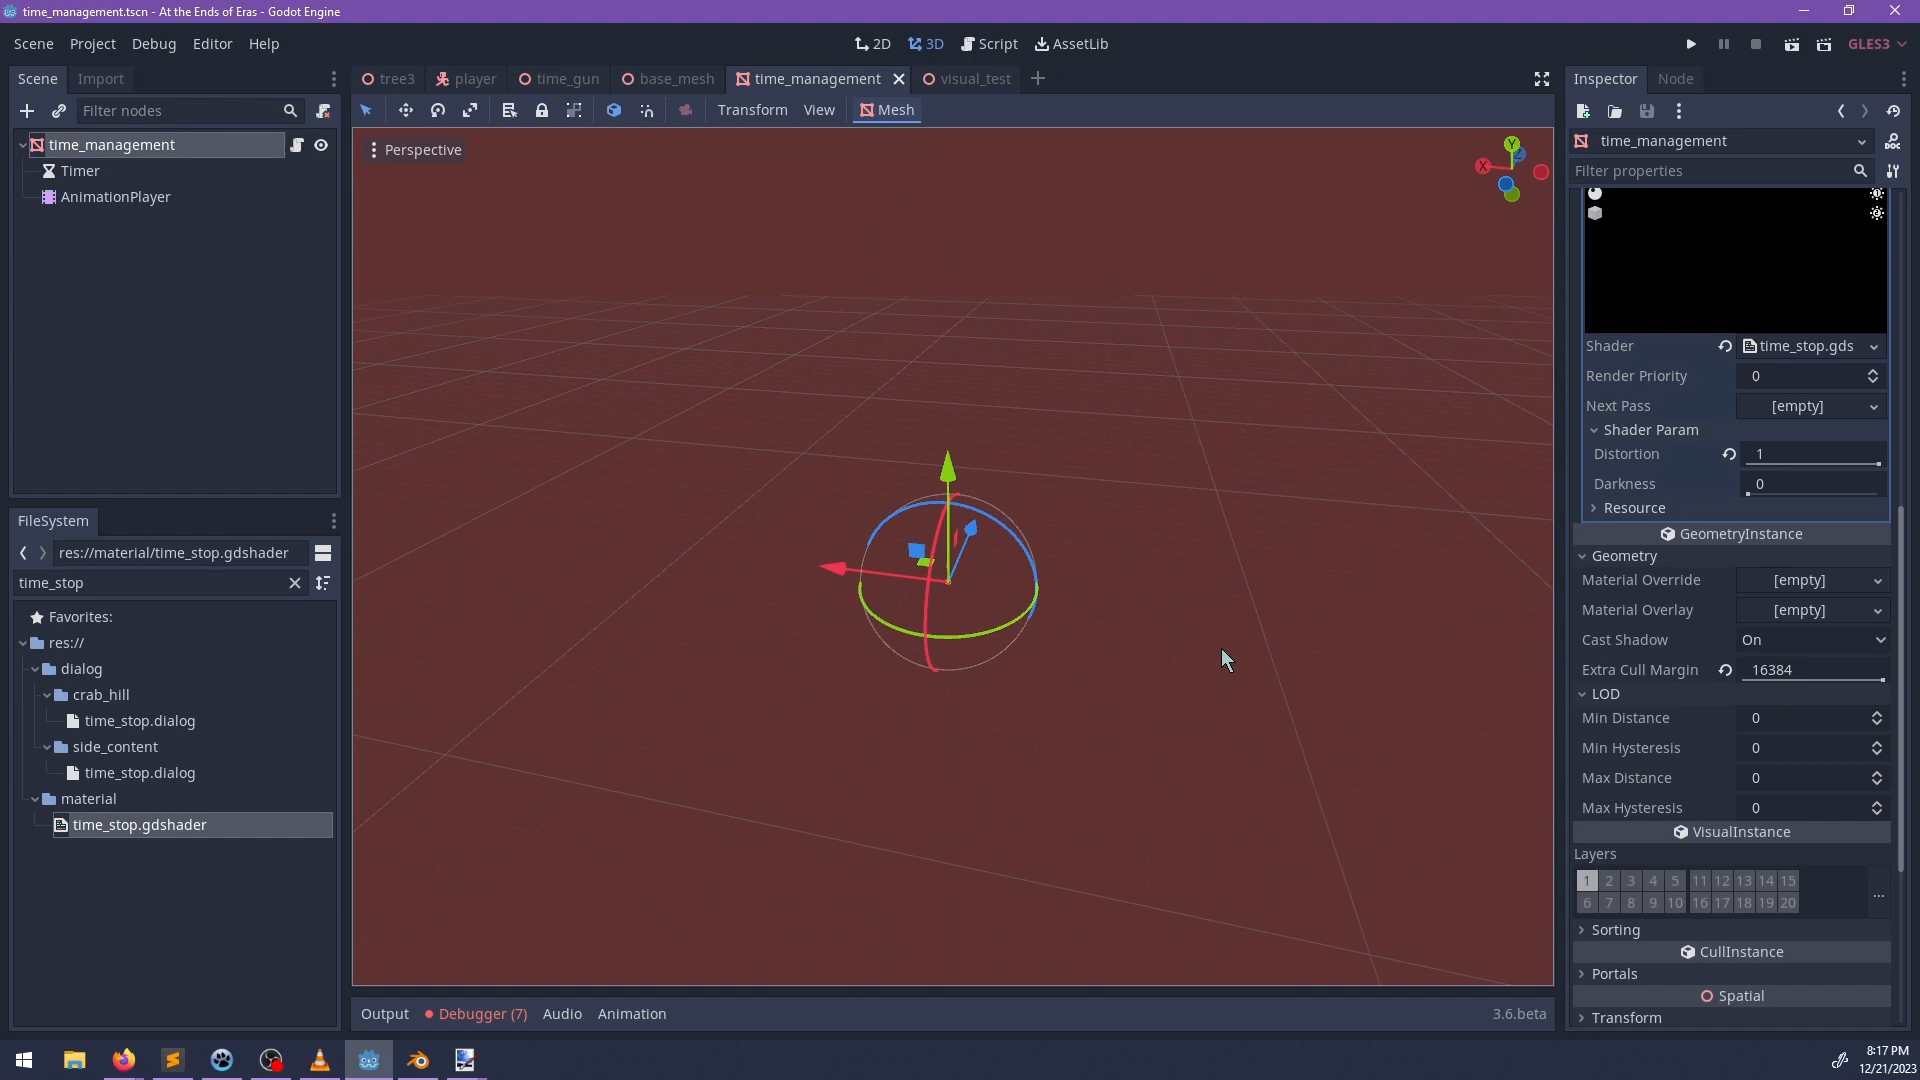 time_management.tscn - At the Ends of Eras - Godot Engine
Scene Project Debug Editor Help
2D 3D Script AssetLib
GLES3
Scene Import
tree3 player time_gun base_mesh time_management visual_test
Inspector Node
Filter nodes
Transform View Mesh
time_management
Timer
AnimationPlayer
Perspective
Y
X
Z
time_management
Filter properties
Shader time_stop.gds
Render Priority 0
Next Pass [empty]
Shader Param
Distortion 1
Darkness 0
Resource
GeometryInstance
Geometry
Material Override [empty]
Material Overlay [empty]
Cast Shadow On
Extra Cull Margin 16384
LOD
Min Distance 0
Min Hysteresis 0
Max Distance 0
Max Hysteresis 0
VisualInstance
Layers
1 2 3 4 5 11 12 13 14 15
6 7 8 9 10 16 17 18 19 20
...
Sorting
CullInstance
Portals
Spatial
Transform
FileSystem
res://material/time_stop.gdshader
time_stop
Favorites:
res://
dialog
crab_hill
time_stop.dialog
side_content
time_stop.dialog
material
time_stop.gdshader
Output Debugger (7) Audio Animation
3.6.beta
8:17 PM
12/21/2023